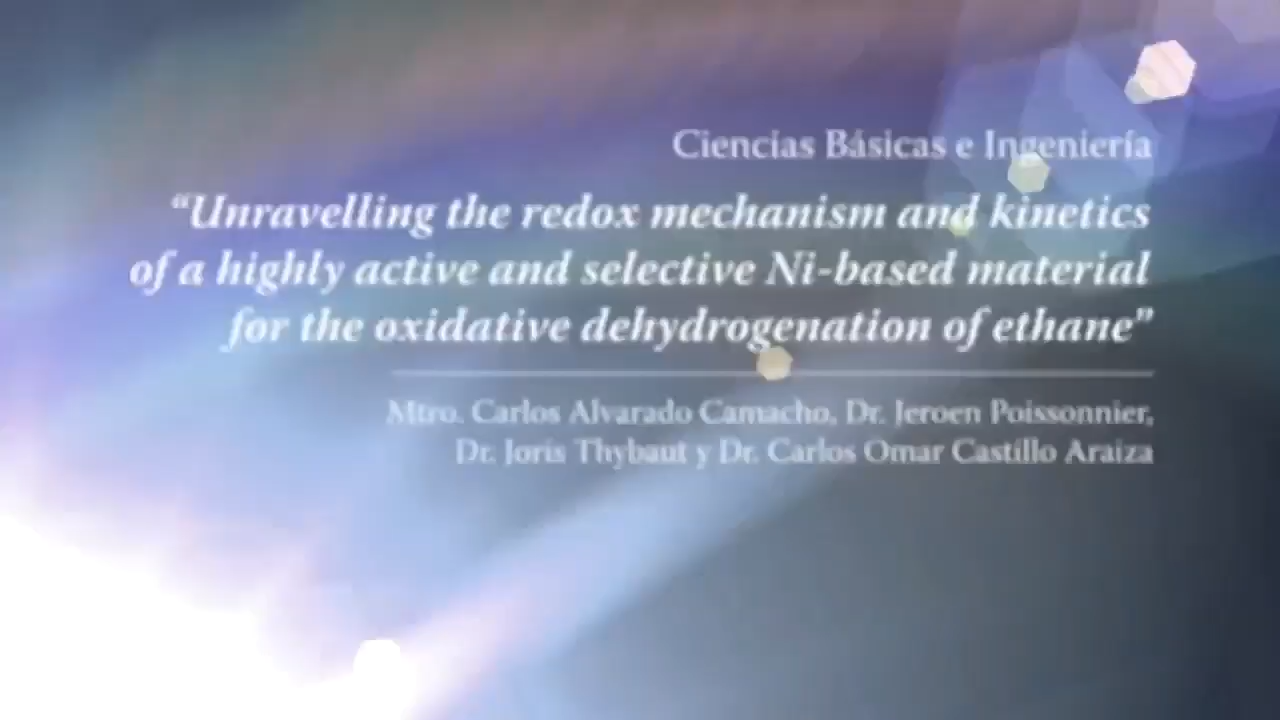 Ciencias Básicas e Ingeniería
“Unravelling the redox mechanism and kinetics
of a highly active and selective Ni-based material
for the oxidative dehydrogenation of ethane”
Mtro. Carlos Alvarado Camacho, Dr. Jeroen Poissonnier,
Dr. Joris Thybaut y Dr. Carlos Omar Castillo Araiza